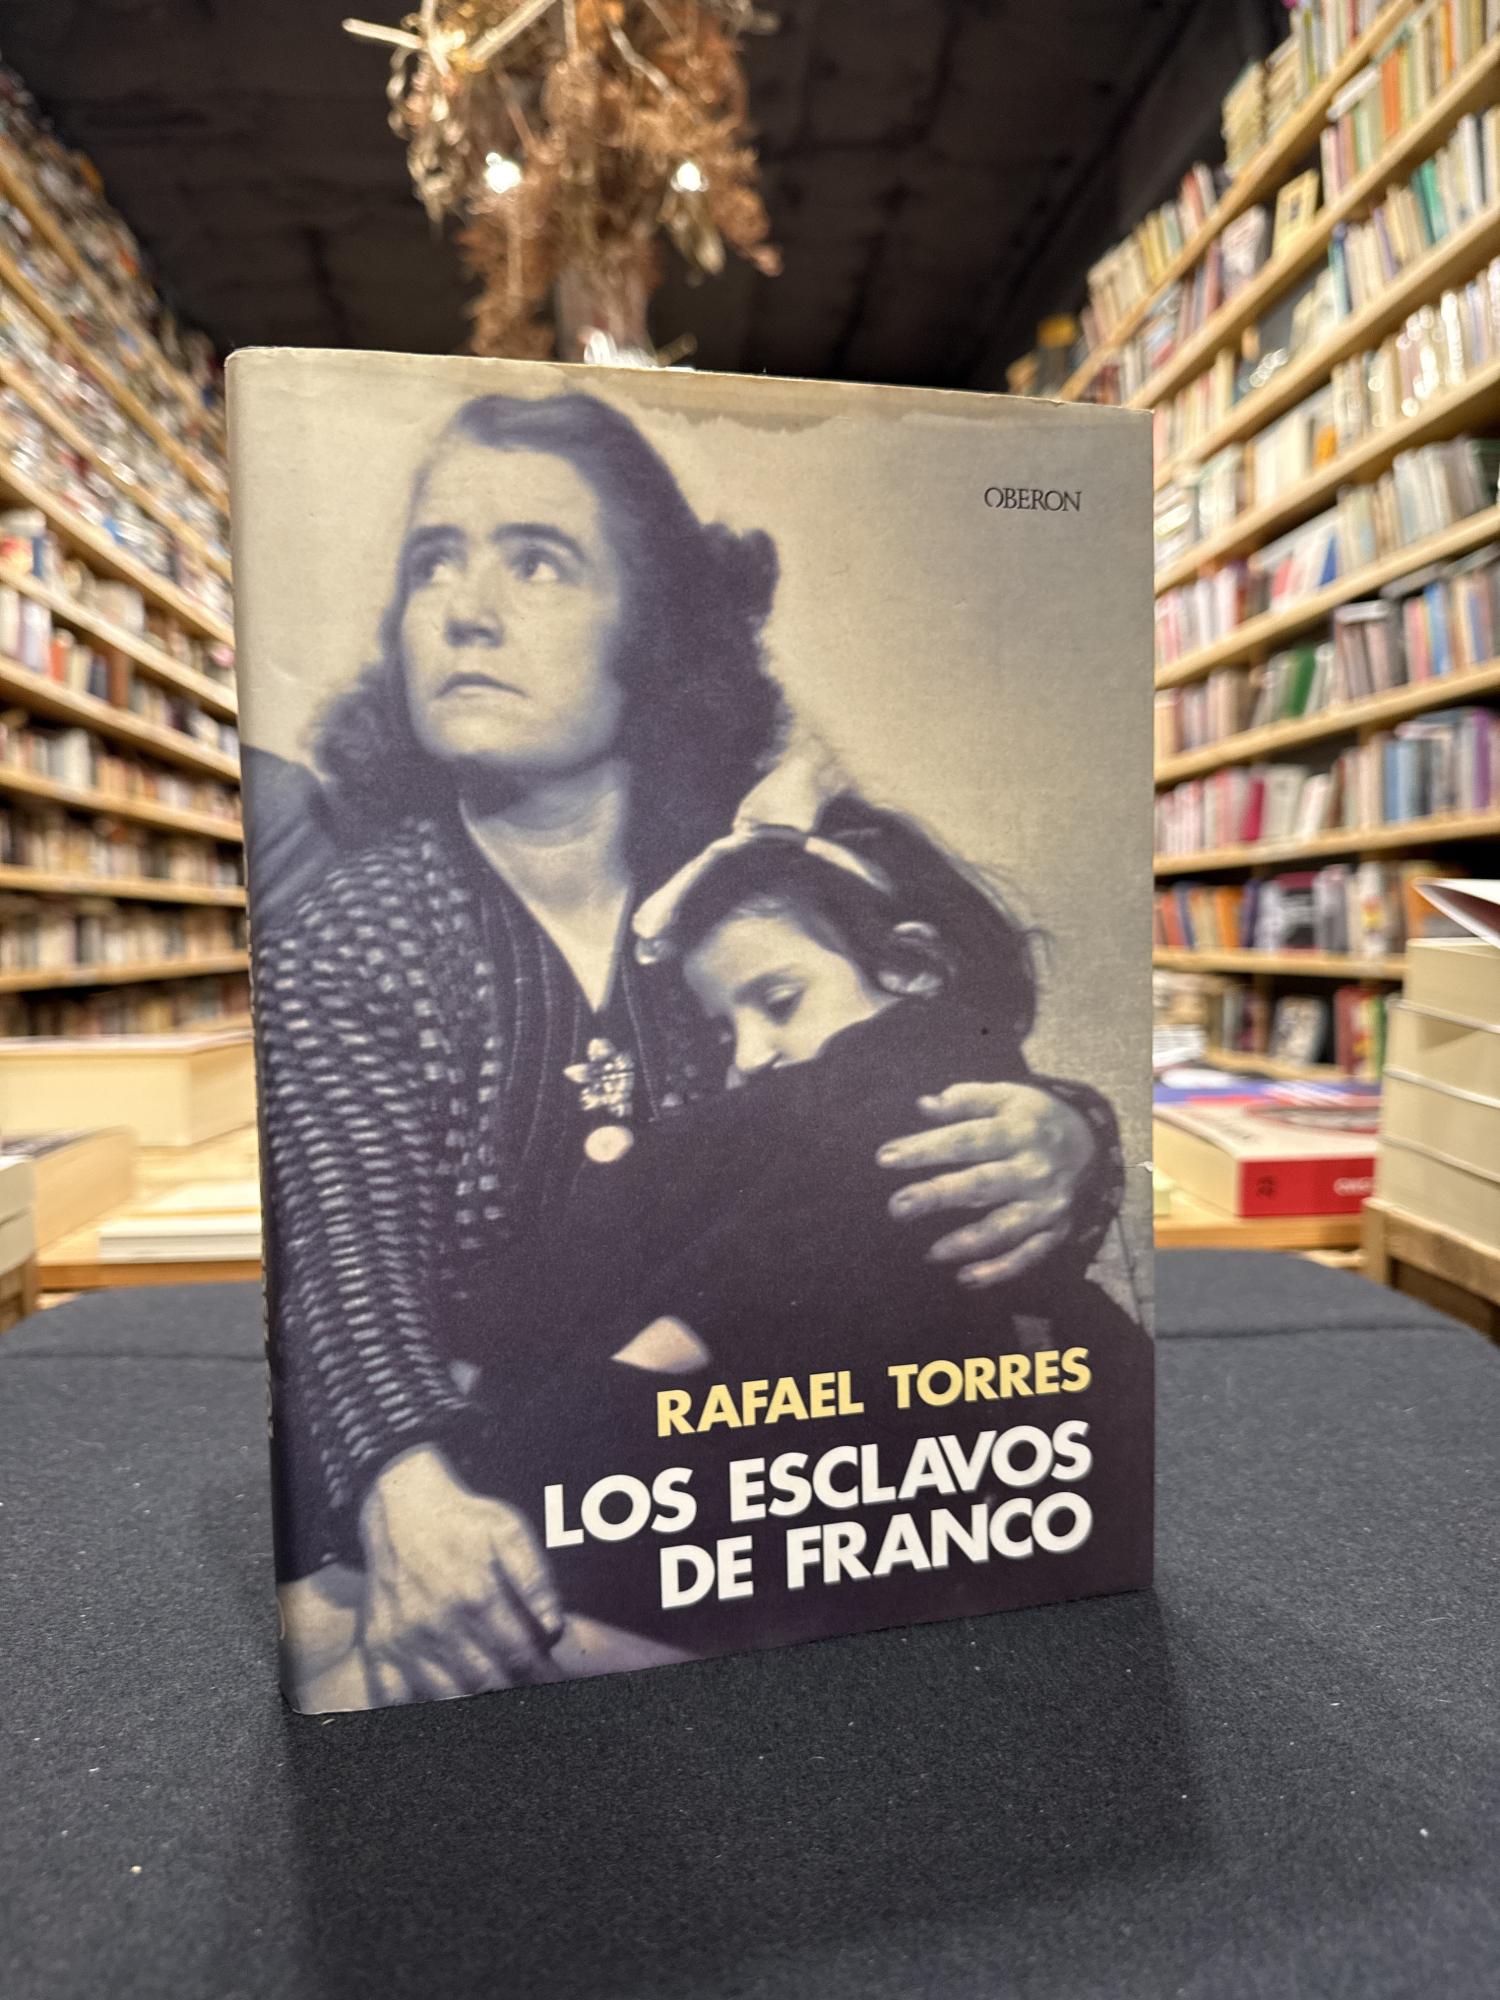 OBERON
RAFAEL TORRES
LOS ESCLAVOS
DE FRANCO